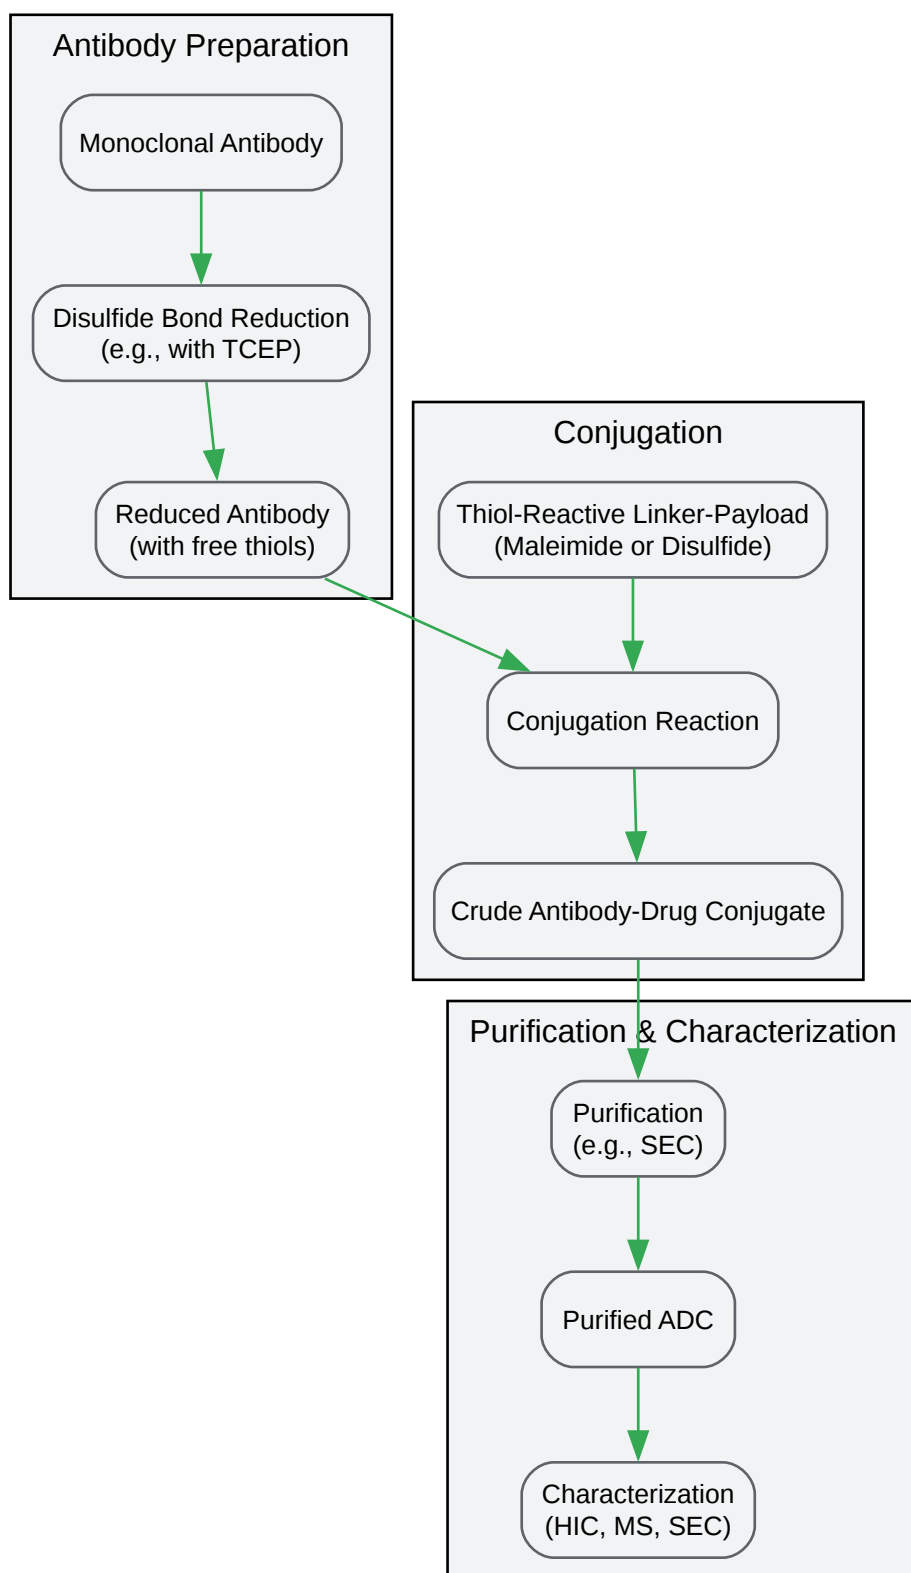 Antibody Preparation
Monoclonal Antibody
Disulfide Bond Reduction
(e.g., with TCEP)
Reduced Antibody
(with free thiols)
Conjugation
Thiol-Reactive Linker-Payload
(Maleimide or Disulfide)
Conjugation Reaction
Crude Antibody-Drug Conjugate
Purification & Characterization
Purification
(e.g., SEC)
Purified ADC
Characterization
(HIC, MS, SEC)